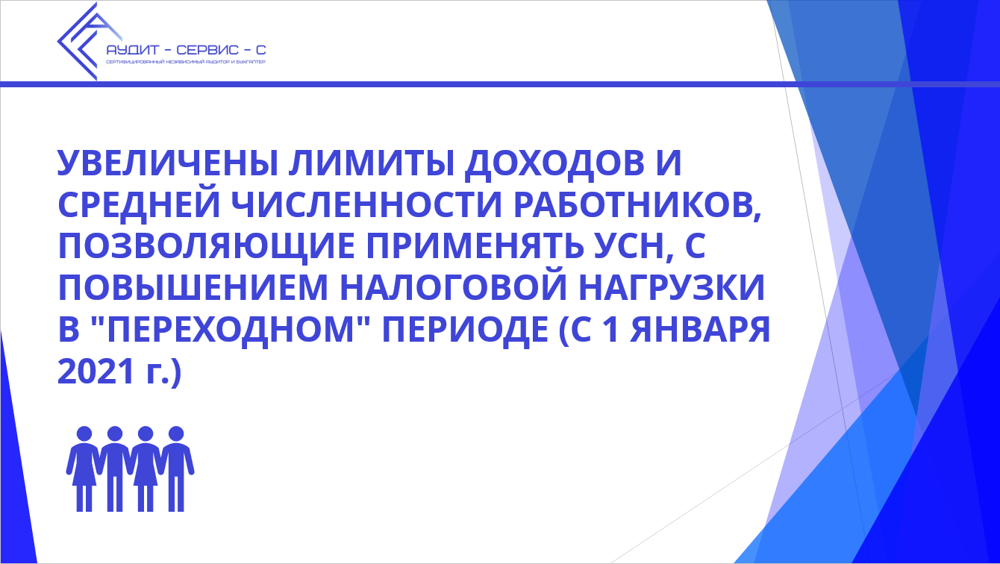 АУДИТ - СЕРВИС - С
СЕРТИФИЦИРОВАННЫЙ НЕЗАВИСИМЫЙ АУДИТОР И БУХГАЛТЕР
УВЕЛИЧЕНЫ ЛИМИТЫ ДОХОДОВ И
СРЕДНЕЙ ЧИСЛЕННОСТИ РАБОТНИКОВ,
ПОЗВОЛЯЮЩИЕ ПРИМЕНЯТЬ УСН, С
ПОВЫШЕНИЕМ НАЛОГОВОЙ НАГРУЗКИ
В "ПЕРЕХОДНОМ" ПЕРИОДЕ (С 1 ЯНВАРЯ
2021 г.)